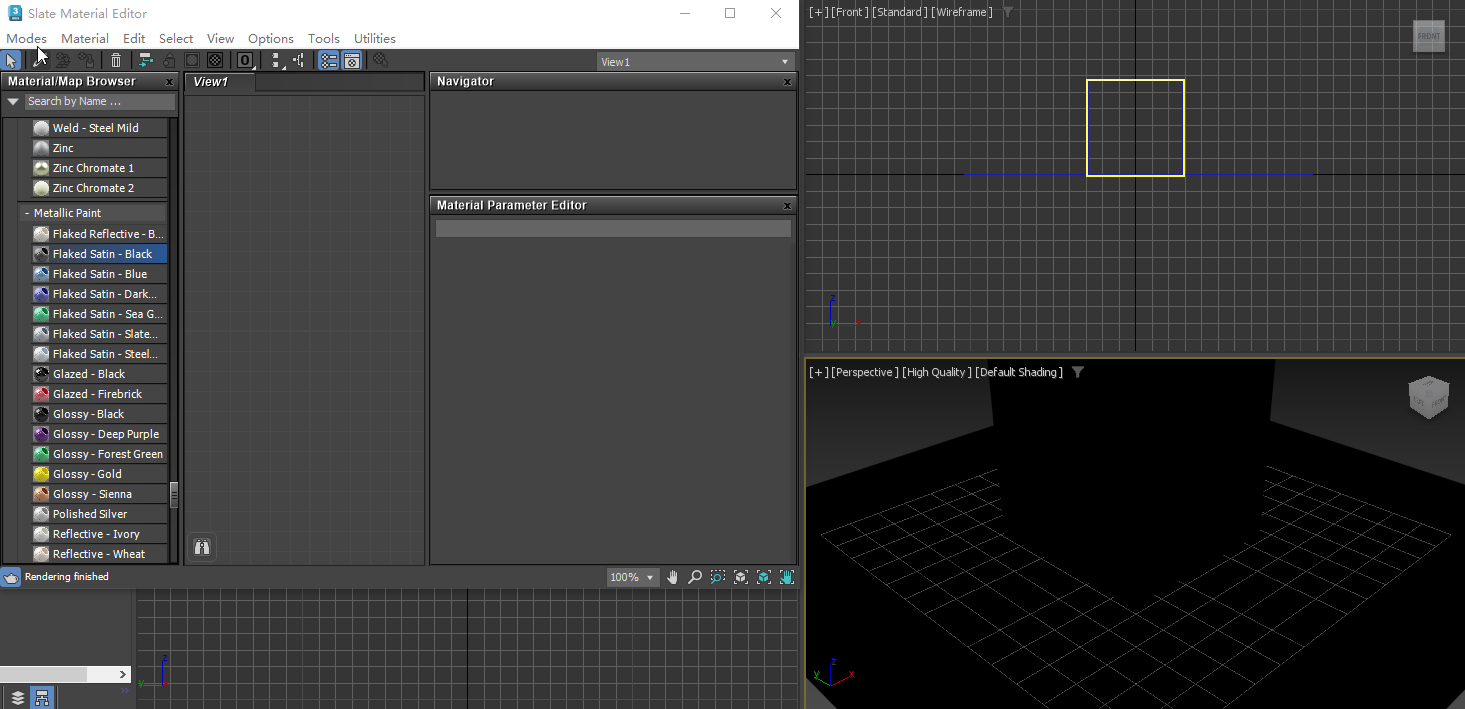 Slate Material Editor
Modes Material Edit Select View Options Tools Utilities
0
View1
Material/Map Browser x
Search by Name ...
Weld - Steel Mild
Zinc
Zinc Chromate 1
Zinc Chromate 2
- Metallic Paint
Flaked Reflective - B...
Flaked Satin - Black
Flaked Satin - Blue
Flaked Satin - Dark...
Flaked Satin - Sea G...
Flaked Satin - Slate...
Flaked Satin - Steel...
Glazed - Black
Glazed - Firebrick
Glossy - Black
Glossy - Deep Purple
Glossy - Forest Green
Glossy - Gold
Glossy - Sienna
Polished Silver
Reflective - Ivory
Reflective - Wheat
View1
Navigator x
Material Parameter Editor x
Rendering finished
100%
z
y
[+] [Front] [Standard] [Wireframe]
FRONT
z
y x
[+] [Perspective] [High Quality] [Default Shading]
FRONT
z
y x